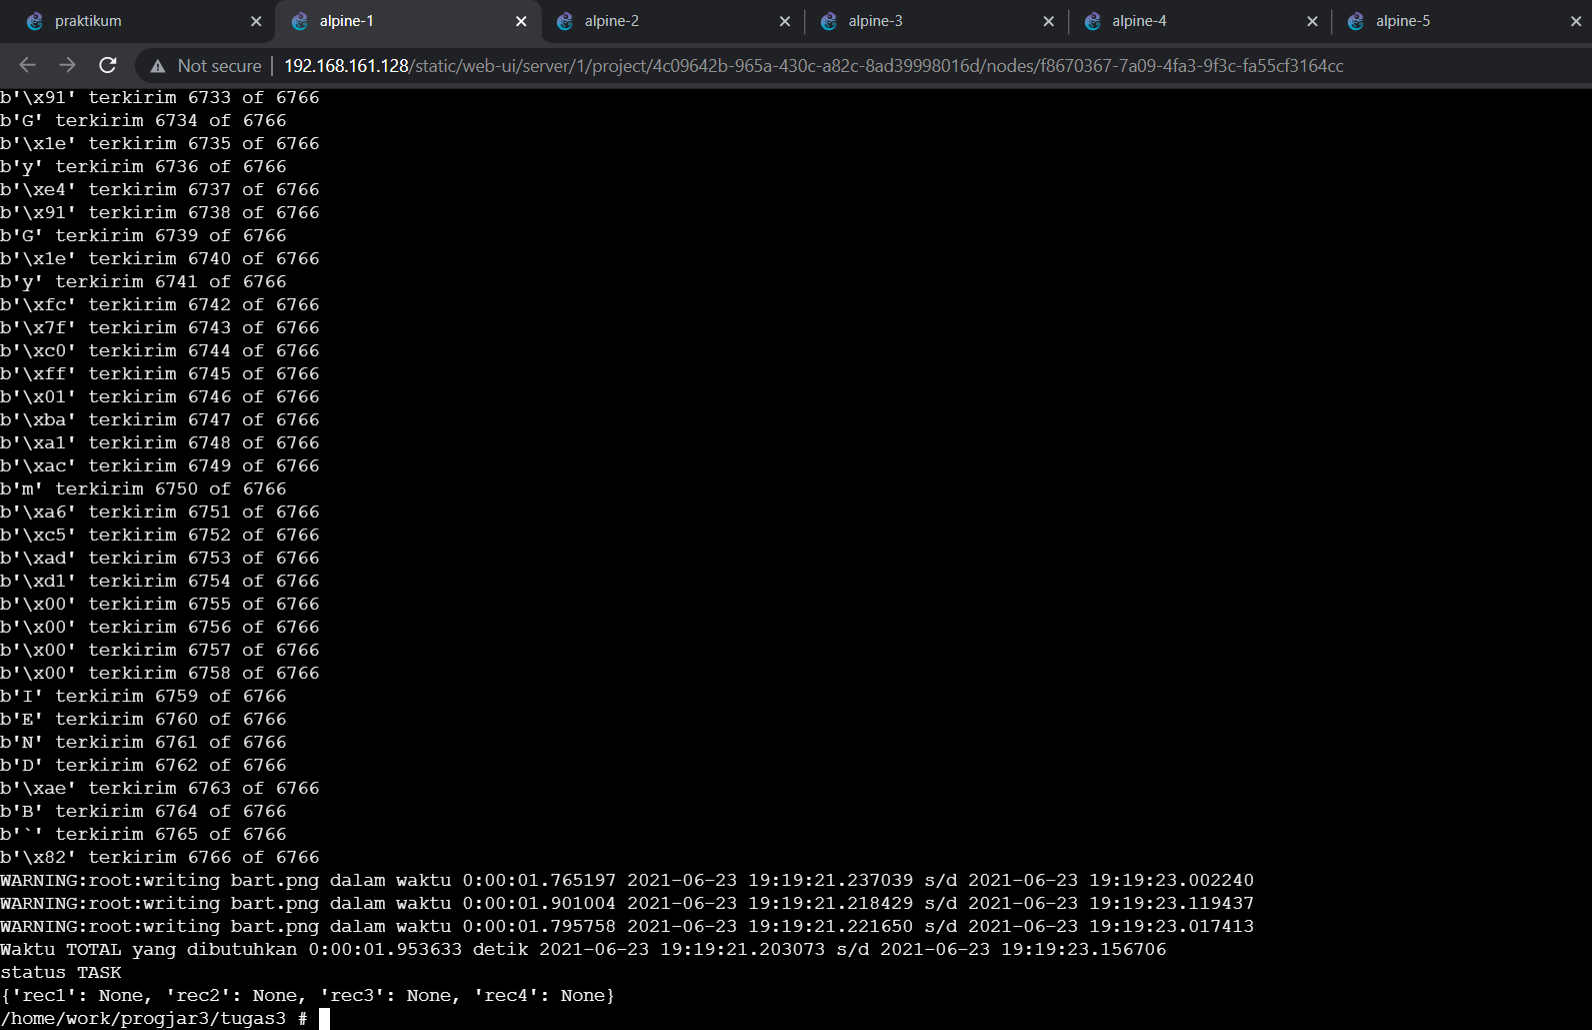 praktikum
alpine-1
alpine-2
alpine-3
alpine-4
alpine-5
Not secure | 192.168.161.128/static/web-ui/server/1/project/4c09642b-965a-430c-a82c-8ad39998016d/nodes/f8670367-7a09-4fa3-9f3c-fa55cf3164cc
b'\x91' terkirim 6733 of 6766
b'G' terkirim 6734 of 6766
b'\x1e' terkirim 6735 of 6766
b'y' terkirim 6736 of 6766
b'\xe4' terkirim 6737 of 6766
b'\x91' terkirim 6738 of 6766
b'G' terkirim 6739 of 6766
b'\x1e' terkirim 6740 of 6766
b'y' terkirim 6741 of 6766
b'\xfc' terkirim 6742 of 6766
b'\x7f' terkirim 6743 of 6766
b'\xc0' terkirim 6744 of 6766
b'\xff' terkirim 6745 of 6766
b'\x01' terkirim 6746 of 6766
b'\xba' terkirim 6747 of 6766
b'\xa1' terkirim 6748 of 6766
b'\xac' terkirim 6749 of 6766
b'm' terkirim 6750 of 6766
b'\xa6' terkirim 6751 of 6766
b'\xc5' terkirim 6752 of 6766
b'\xad' terkirim 6753 of 6766
b'\xd1' terkirim 6754 of 6766
b'\x00' terkirim 6755 of 6766
b'\x00' terkirim 6756 of 6766
b'\x00' terkirim 6757 of 6766
b'\x00' terkirim 6758 of 6766
b'I' terkirim 6759 of 6766
b'E' terkirim 6760 of 6766
b'N' terkirim 6761 of 6766
b'D' terkirim 6762 of 6766
b'\xae' terkirim 6763 of 6766
b'B' terkirim 6764 of 6766
b'`' terkirim 6765 of 6766
b'\x82' terkirim 6766 of 6766
WARNING:root:writing bart.png dalam waktu 0:00:01.765197 2021-06-23 19:19:21.237039 s/d 2021-06-23 19:19:23.002240
WARNING:root:writing bart.png dalam waktu 0:00:01.901004 2021-06-23 19:19:21.218429 s/d 2021-06-23 19:19:23.119437
WARNING:root:writing bart.png dalam waktu 0:00:01.795758 2021-06-23 19:19:21.221650 s/d 2021-06-23 19:19:23.017413
Waktu TOTAL yang dibutuhkan 0:00:01.953633 detik 2021-06-23 19:19:21.203073 s/d 2021-06-23 19:19:23.156706
status TASK
{'rec1': None, 'rec2': None, 'rec3': None, 'rec4': None}
/home/work/progjar3/tugas3 #